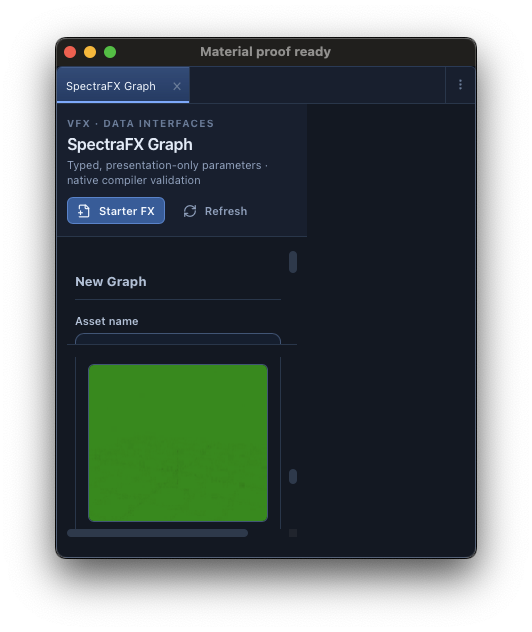 Material proof ready
SpectraFX Graph
VFX · DATA INTERFACES
SpectraFX Graph
Typed, presentation-only parameters ·
native compiler validation
Starter FX
Refresh
New Graph
Asset name